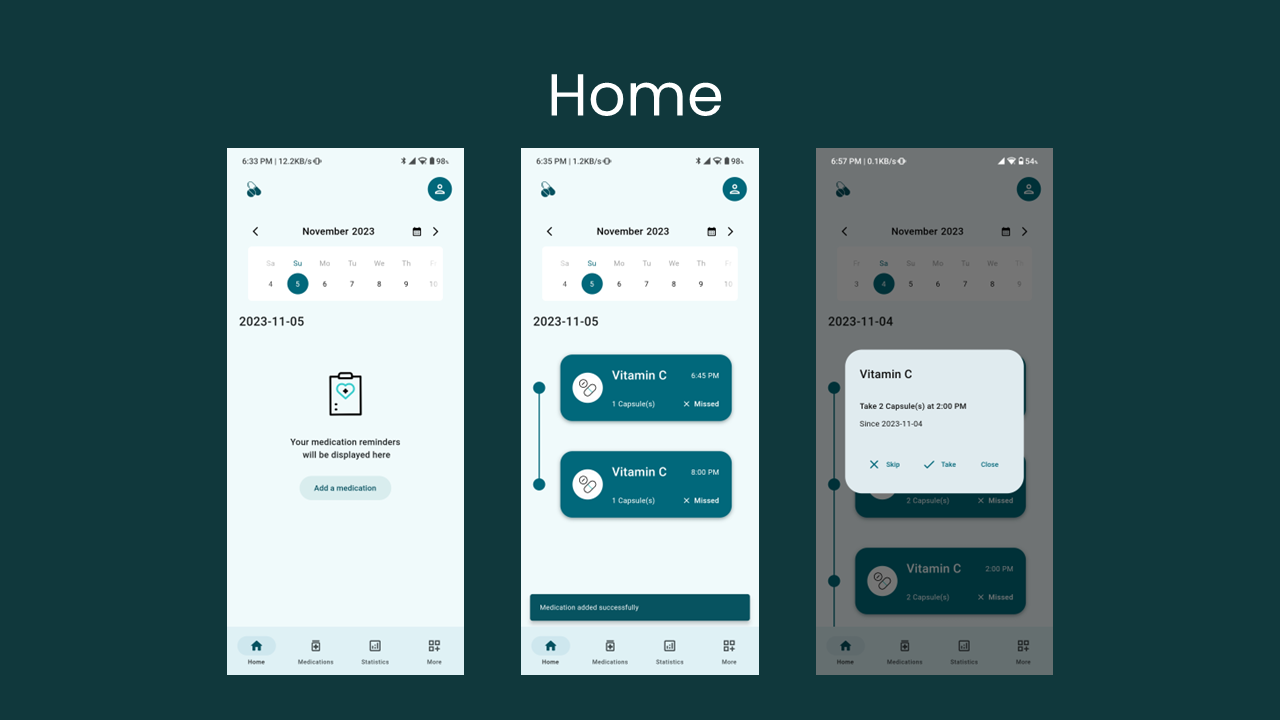 Home
6:33 PM | 12.2KB/s
98%
November 2023
Sa Su Mo Tu We Th Fr
4 5 6 7 8 9 10
2023-11-05
Your medication reminders
will be displayed here
Add a medication
Home Medications Statistics More
6:35 PM | 1.2KB/s
98%
November 2023
Sa Su Mo Tu We Th Fr
4 5 6 7 8 9 10
2023-11-05
Vitamin C 6:45 PM
1 Capsule(s) Missed
Vitamin C 8:00 PM
1 Capsule(s) Missed
Medication added successfully
Home Medications Statistics More
6:57 PM | 0.1KB/s
54%
November 2023
Fr Sa Su Mo Tu We Th
3 4 5 6 7 8 9
2023-11-04
Vitamin C
Take 2 Capsule(s) at 2:00 PM
Since 2023-11-04
Skip Take Close
2 Capsule(s) Missed
Vitamin C 2:00 PM
2 Capsule(s) Missed
Home Medications Statistics More